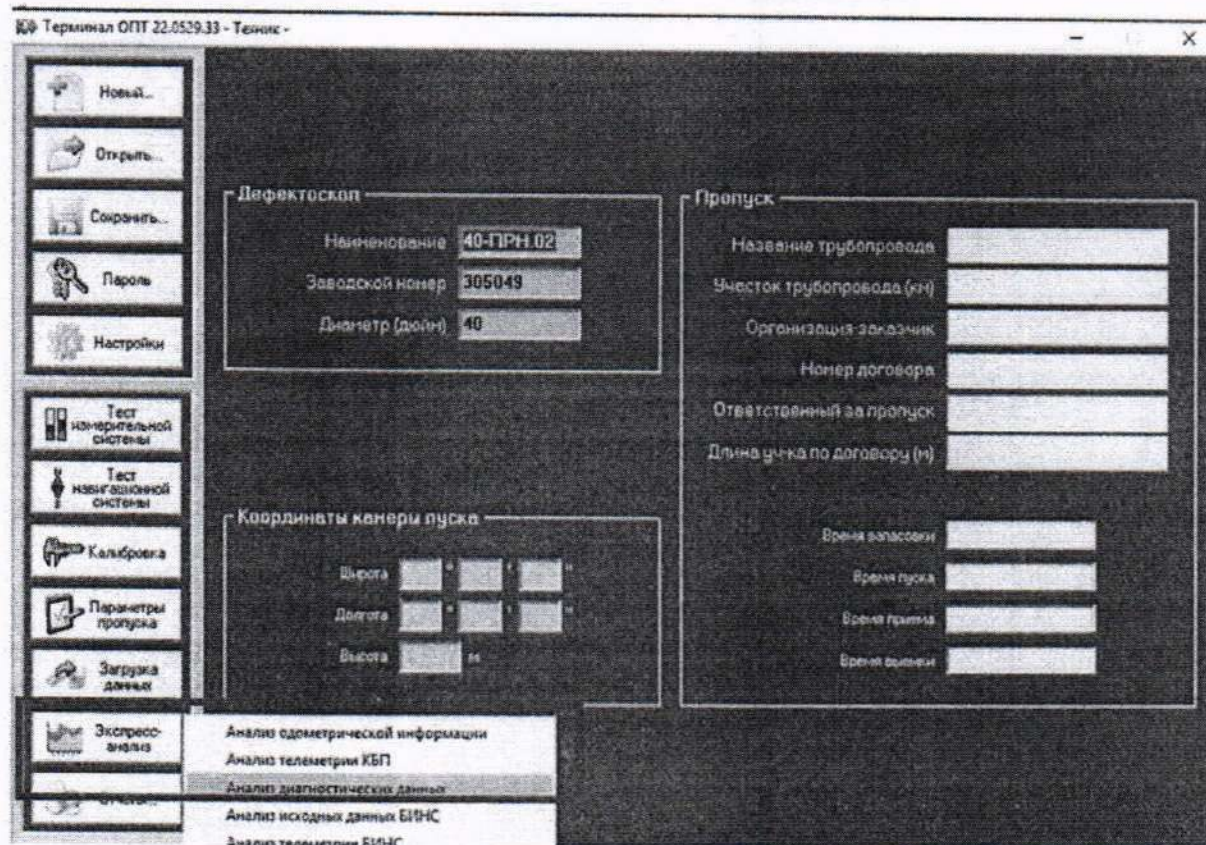 Терминал ОПТ 22.0529.33 - Техник -
Новый...
Открыть...
Сохранить...
Пароль
Настройки
Тест
измерительной
системы
Тест
навигационной
системы
Калибровка
Параметры
пропуска
Загрузка
данных
Экспресс-
анализ
Отчеты...
Дефектоскоп
Наименование 40-ПРН.02
Заводской номер 305049
Диаметр (дюйм) 40
Координаты камеры пуска
Широта ° ' "
Долгота ° ' "
Высота м
Пропуск
Название трубопровода
Участок трубопровода (км)
Организация-заказчик
Номер договора
Ответственный за пропуск
Длина уч-ка по договору (м)
Время запасовки
Время пуска
Время приема
Время выемки
Анализ одометрической информации
Анализ телеметрии КБП
Анализ диагностических данных
Анализ исходных данных БИНС
Анализ телеметрии БИНС